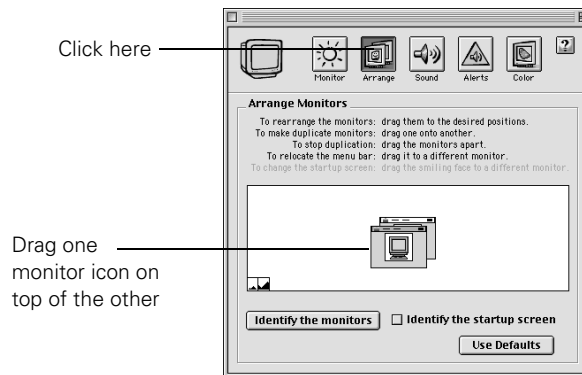 Click here
Monitor
Arrange
Sound
Alerts
Color
?
Arrange Monitors
To rearrange the monitors: drag them to the desired positions.
To make duplicate monitors: drag one onto another.
To stop duplication: drag the monitors apart.
To relocate the menu bar: drag it to a different monitor.
To change the startup screen: drag the smiling face to a different monitor.
Drag one
monitor icon on
top of the other
Identify the monitors
Identify the startup screen
Use Defaults